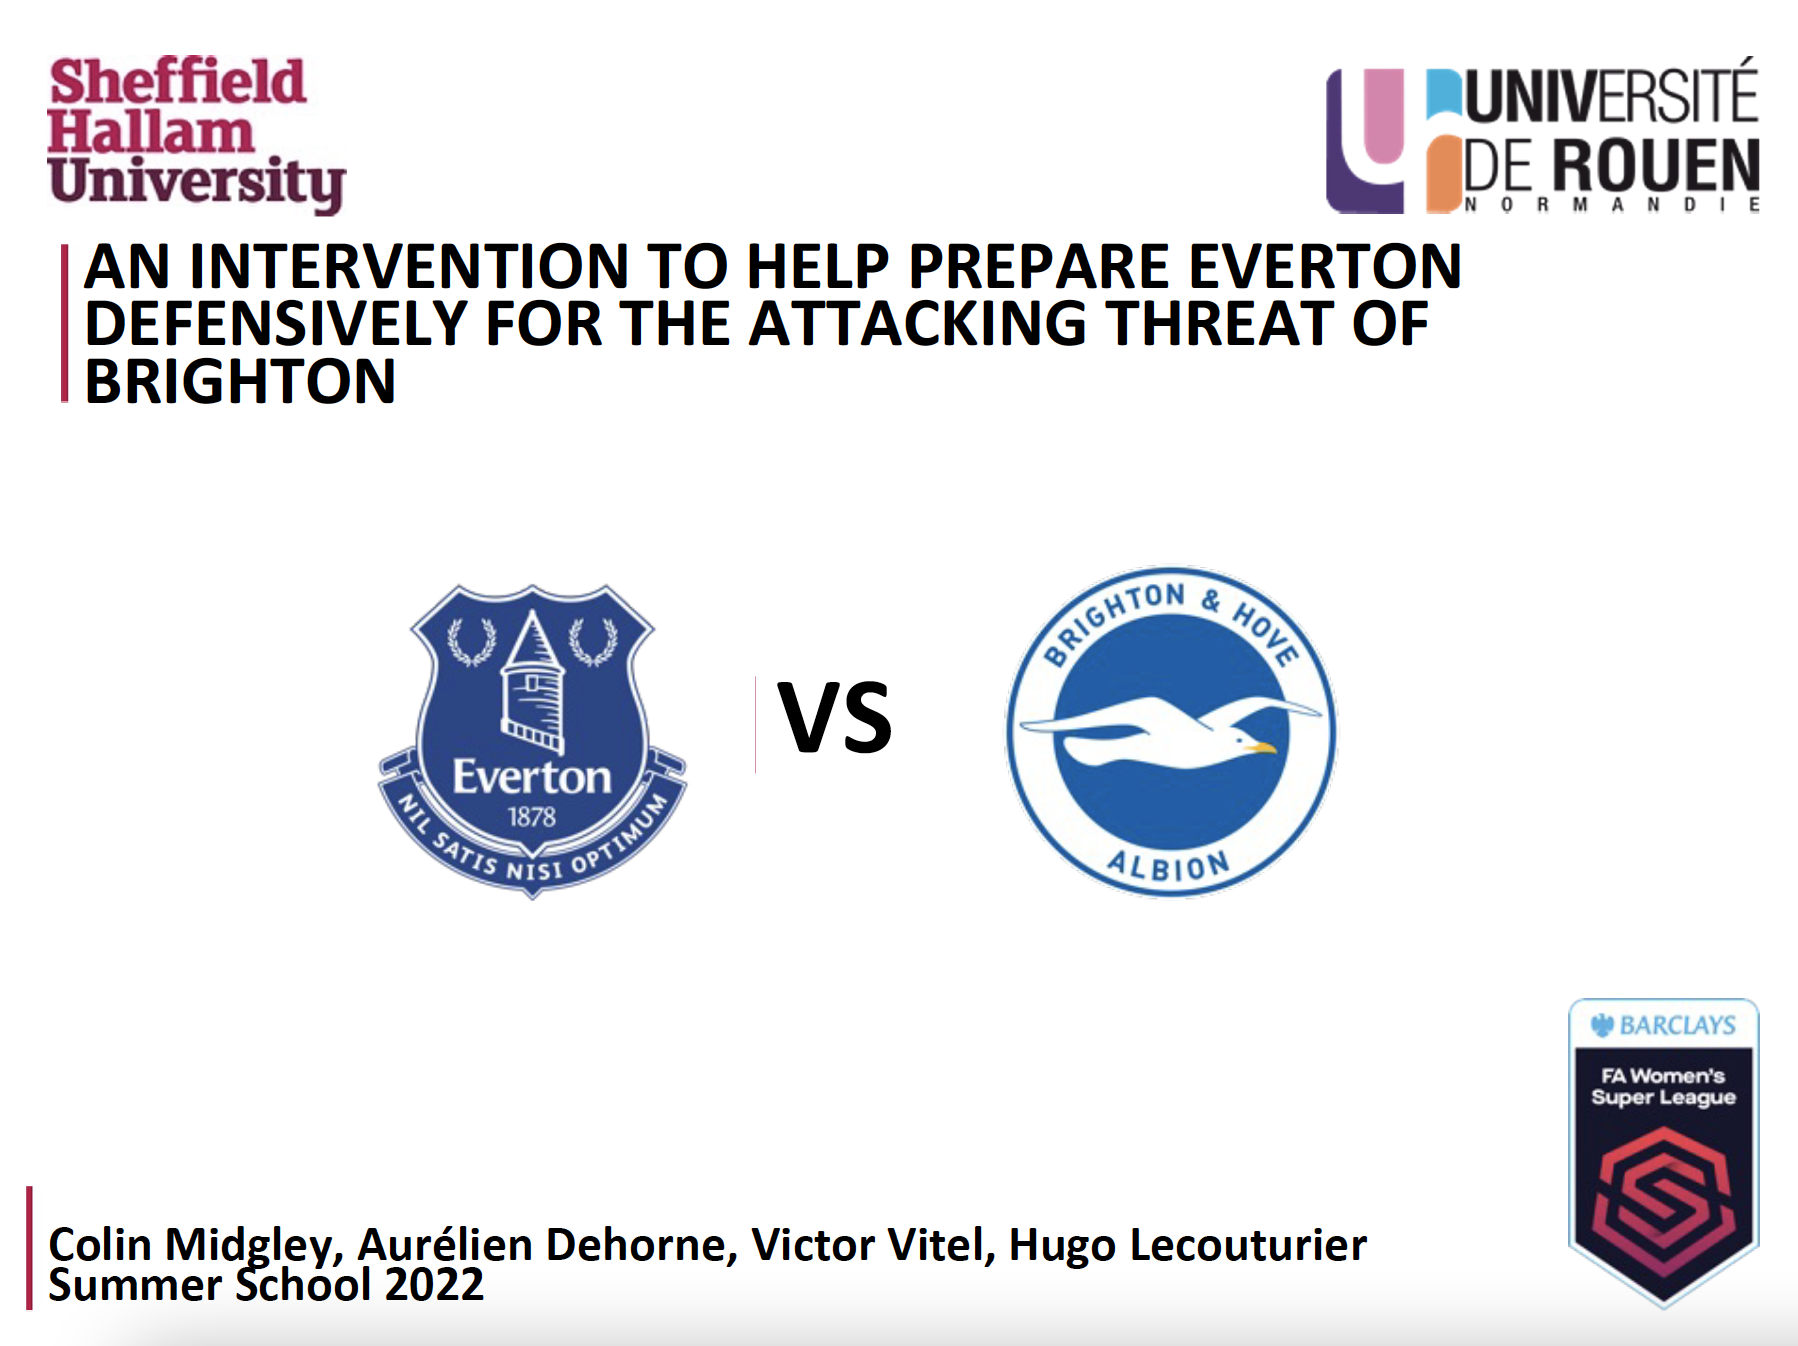 Sheffield
Hallam
University
UNIVERSITÉ
DE ROUEN
NORMANDIE
AN INTERVENTION TO HELP PREPARE EVERTON
DEFENSIVELY FOR THE ATTACKING THREAT OF
BRIGHTON
Everton
1878
NIL SATIS NISI OPTIMUM
VS
BRIGHTON & HOVE
ALBION
BARCLAYS
FA Women's
Super League
Colin Midgley, Aurélien Dehorne, Victor Vitel, Hugo Lecouturier
Summer School 2022